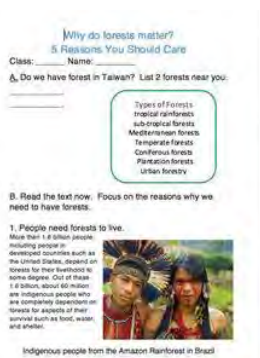 Why do forests matter?
5 Reasons You Should Care
Class: ______ Name: ________
A. Do we have forest in Taiwan? List 2 forests near you.
Types of Forests
tropical rainforests
sub-tropical forests
Mediterranean forests
Temperate forests
Coniferous forests
Plantation forests
Urban forestry
B. Read the text now. Focus on the reasons why we
need to have forests.
1. People need forests to live.
More than 1.6 billion people,
including people in
developed countries such as
the United States, depend on
forests for their livelihood to
some degree. Out of these
1.6 billion, about 60 million
are indigenous people who
are completely dependent on
forests for aspects of their
survival such as food, water,
and shelter.
Indigenous people from the Amazon Rainforest in Brazil